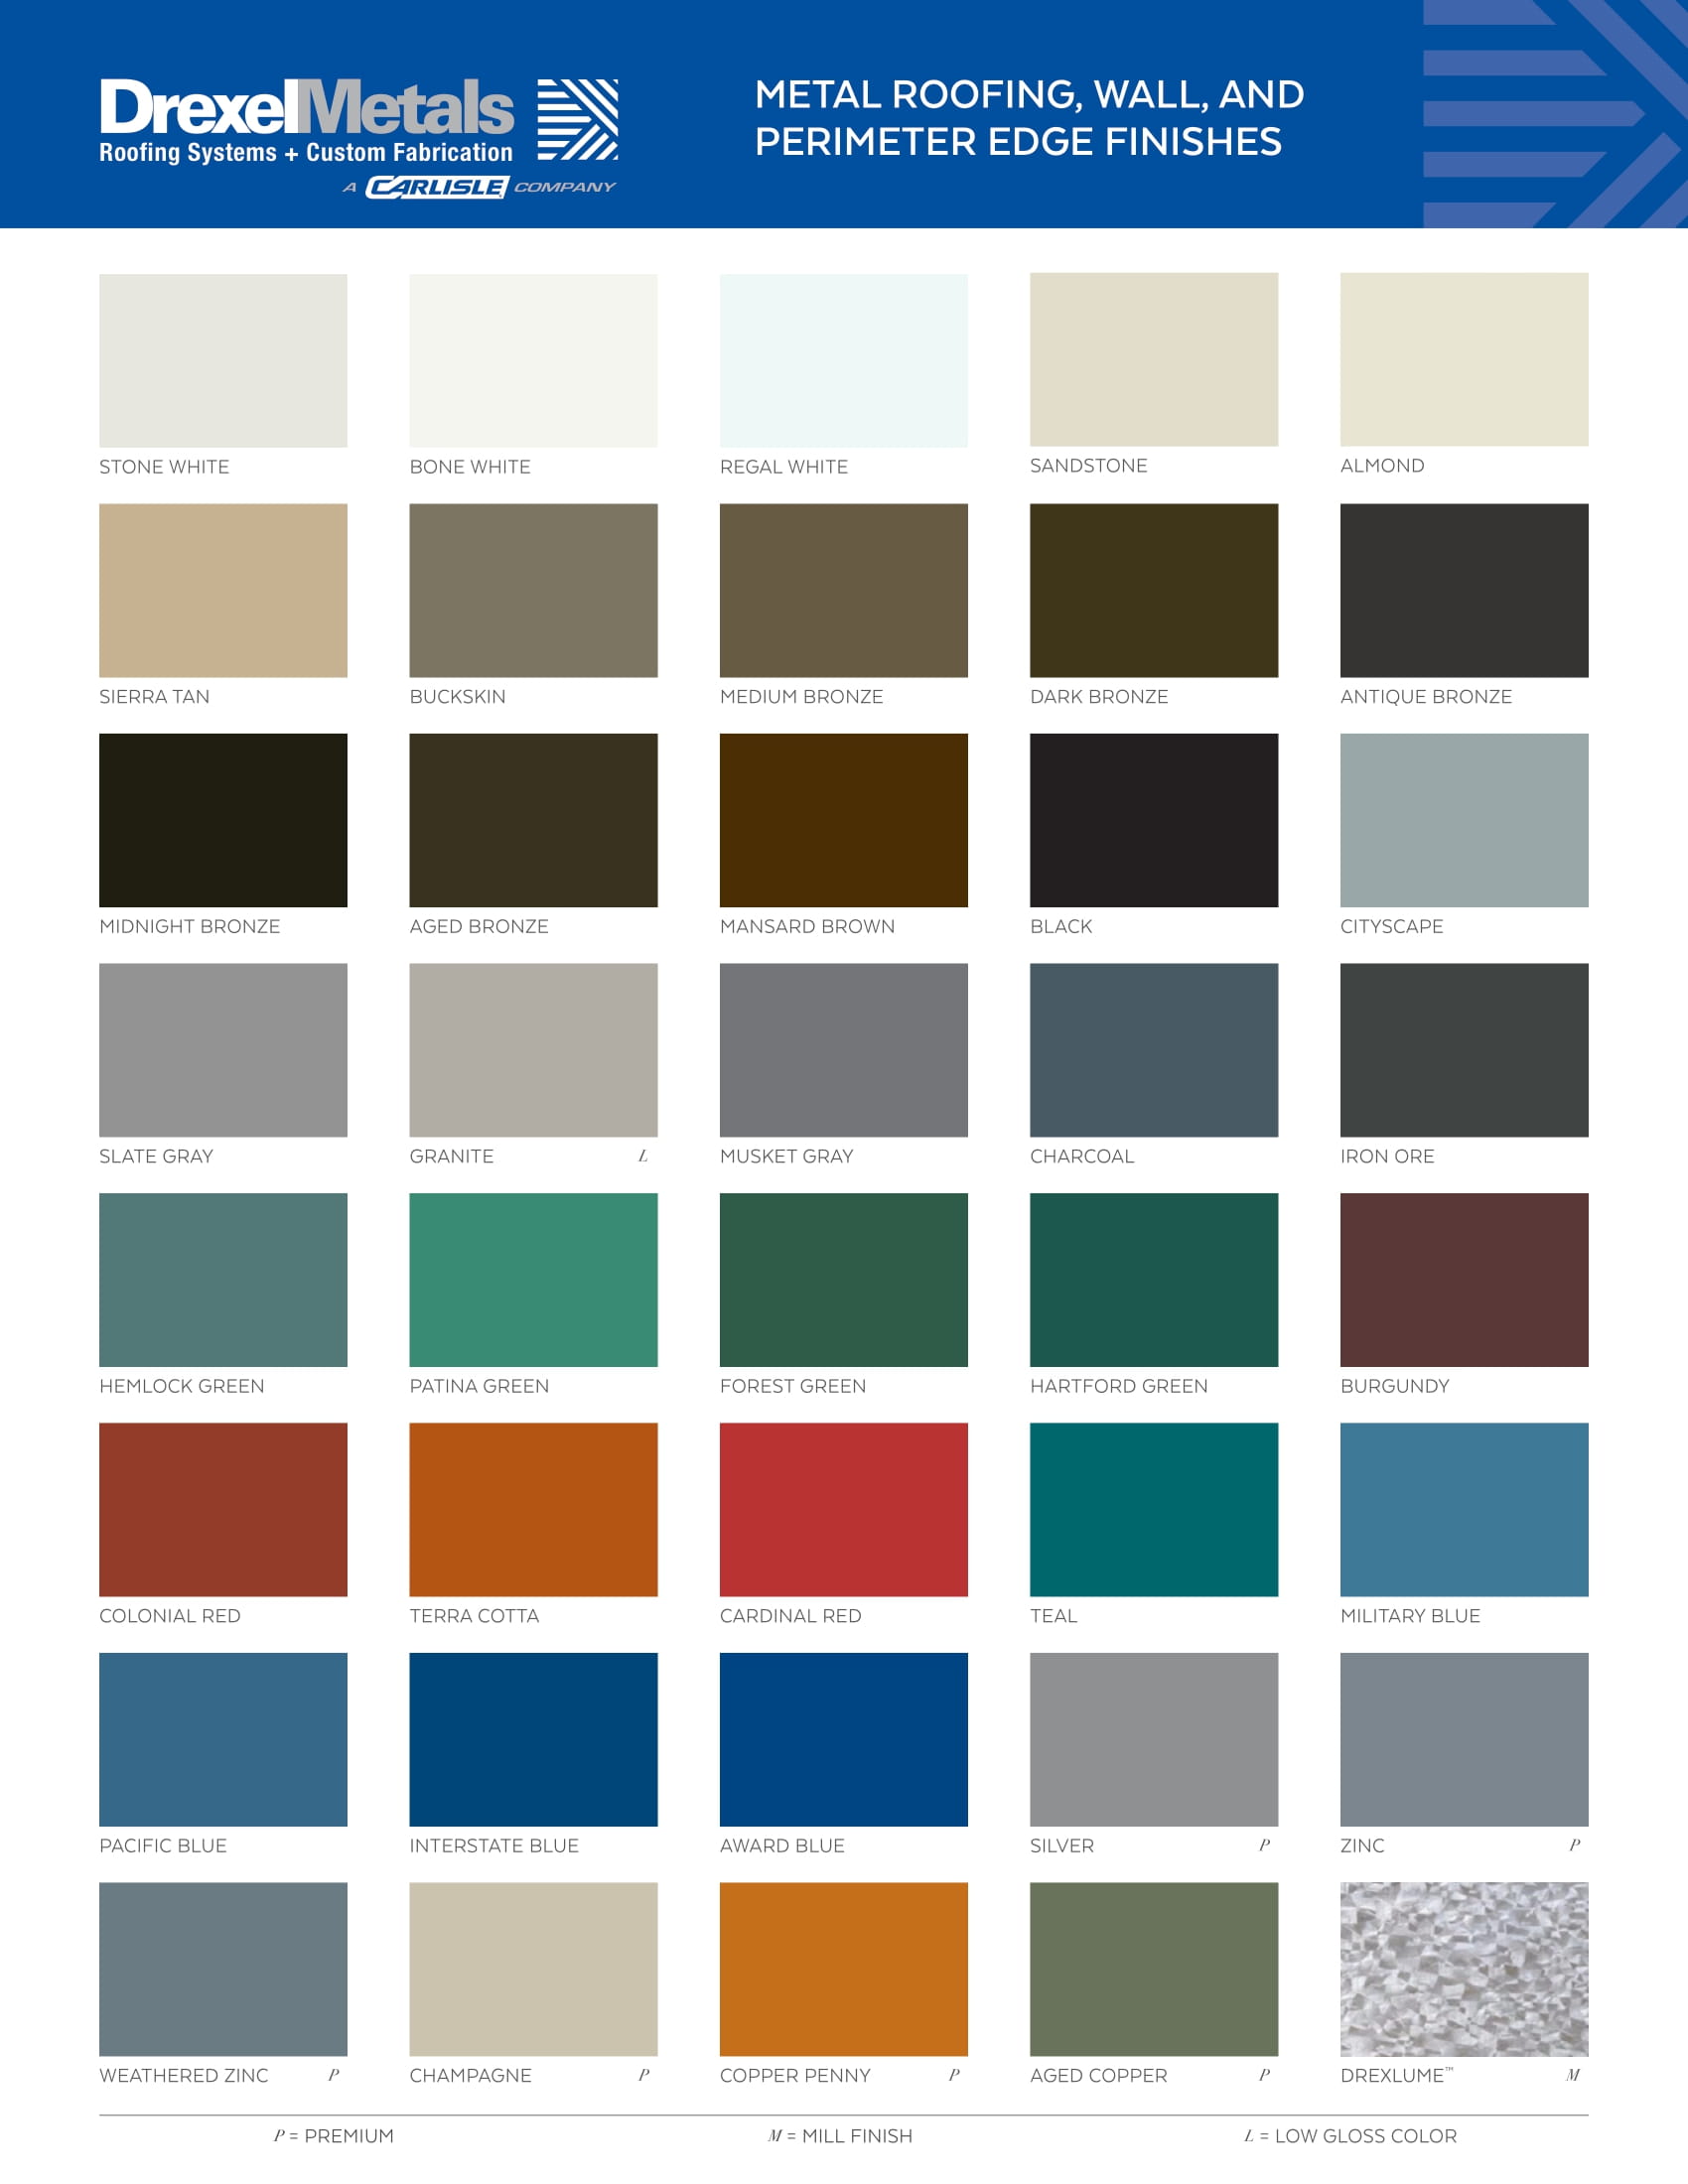 DrexelMetals
Roofing Systems + Custom Fabrication
A CARLISLE COMPANY
METAL ROOFING, WALL, AND
PERIMETER EDGE FINISHES
STONE WHITE
BONE WHITE
REGAL WHITE
SANDSTONE
ALMOND
SIERRA TAN
BUCKSKIN
MEDIUM BRONZE
DARK BRONZE
ANTIQUE BRONZE
MIDNIGHT BRONZE
AGED BRONZE
MANSARD BROWN
BLACK
CITYSCAPE
SLATE GRAY
GRANITE L
MUSKET GRAY
CHARCOAL
IRON ORE
HEMLOCK GREEN
PATINA GREEN
FOREST GREEN
HARTFORD GREEN
BURGUNDY
COLONIAL RED
TERRA COTTA
CARDINAL RED
TEAL
MILITARY BLUE
PACIFIC BLUE
INTERSTATE BLUE
AWARD BLUE
SILVER P
ZINC P
WEATHERED ZINC P
CHAMPAGNE P
COPPER PENNY P
AGED COPPER P
DREXLUME™ M
P = PREMIUM
M = MILL FINISH
L = LOW GLOSS COLOR